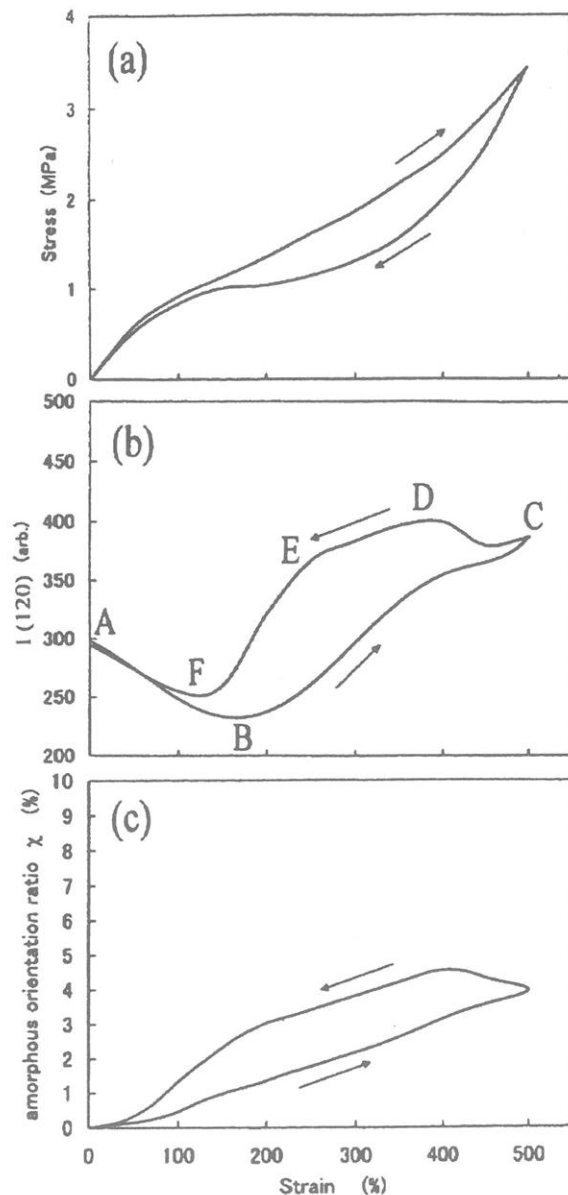 (a)
4
3
2
1
0
Stress (MPa)
(b)
500
450
400
350
300
250
200
I (120) (arb.)
A
B
C
D
E
F
(c)
10
9
8
7
6
5
4
3
2
1
0
amorphous orientation ratio χ (%)
0 100 200 300 400 500
Strain (%)